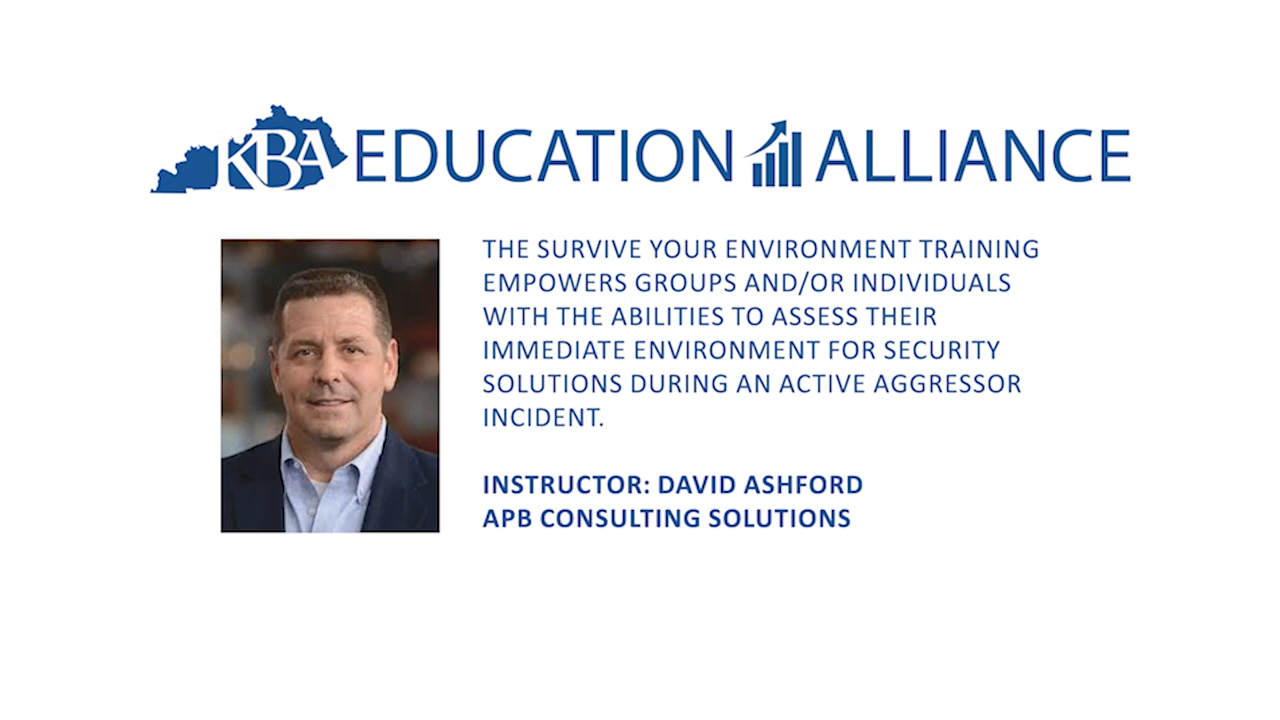 KBA EDUCATION ALLIANCE
THE SURVIVE YOUR ENVIRONMENT TRAINING
EMPOWERS GROUPS AND/OR INDIVIDUALS
WITH THE ABILITIES TO ASSESS THEIR
IMMEDIATE ENVIRONMENT FOR SECURITY
SOLUTIONS DURING AN ACTIVE AGGRESSOR
INCIDENT.
INSTRUCTOR: DAVID ASHFORD
APB CONSULTING SOLUTIONS